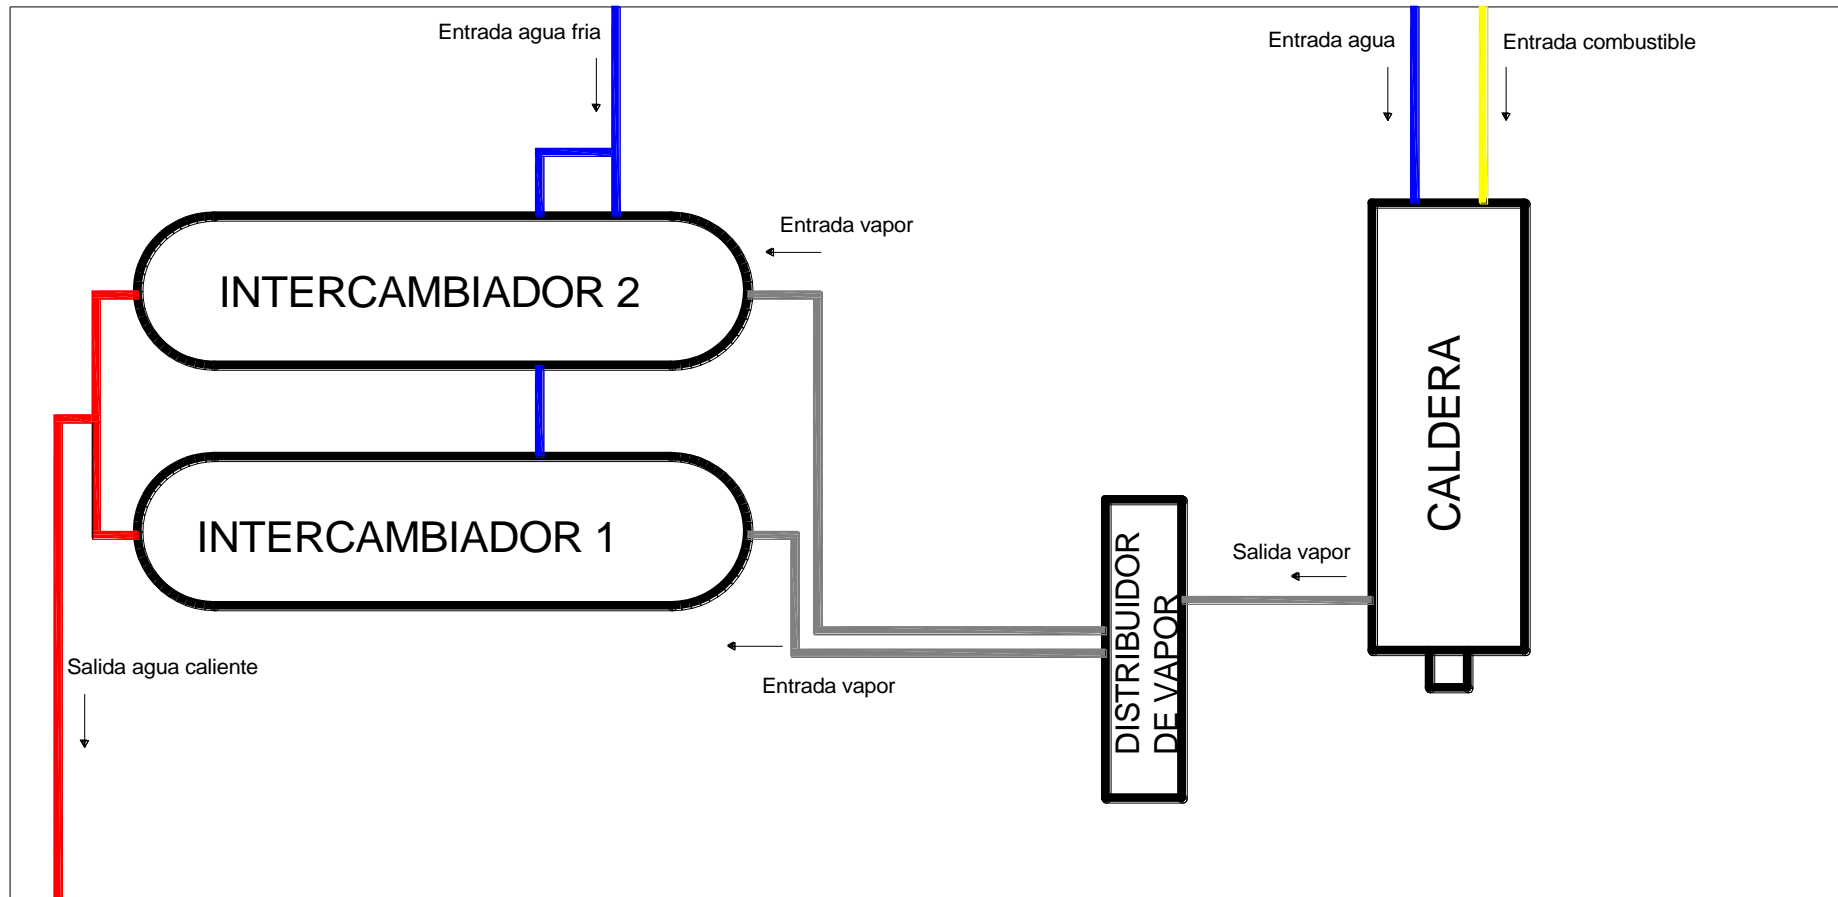 Entrada agua fria
Entrada agua
Entrada combustible
Entrada vapor
INTERCAMBIADOR 2
CALDERA
INTERCAMBIADOR 1
Salida vapor
DISTRIBUIDOR
DE VAPOR
Salida agua caliente
Entrada vapor